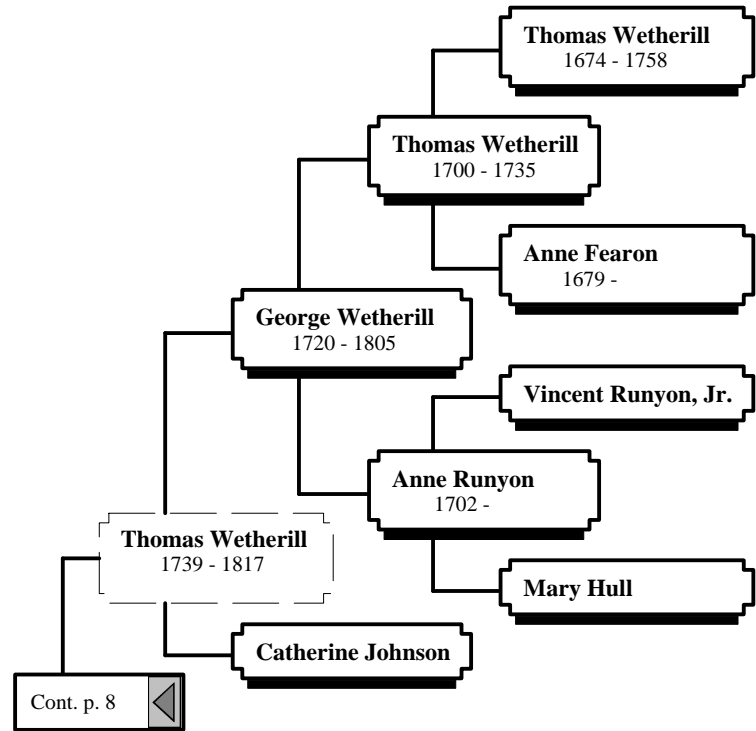 Thomas Wetherill
1674 - 1758
Thomas Wetherill
1700 - 1735
Anne Fearon
1679 -
George Wetherill
1720 - 1805
Vincent Runyon, Jr.
Anne Runyon
1702 -
Thomas Wetherill
1739 - 1817
Mary Hull
Catherine Johnson
Cont. p. 8